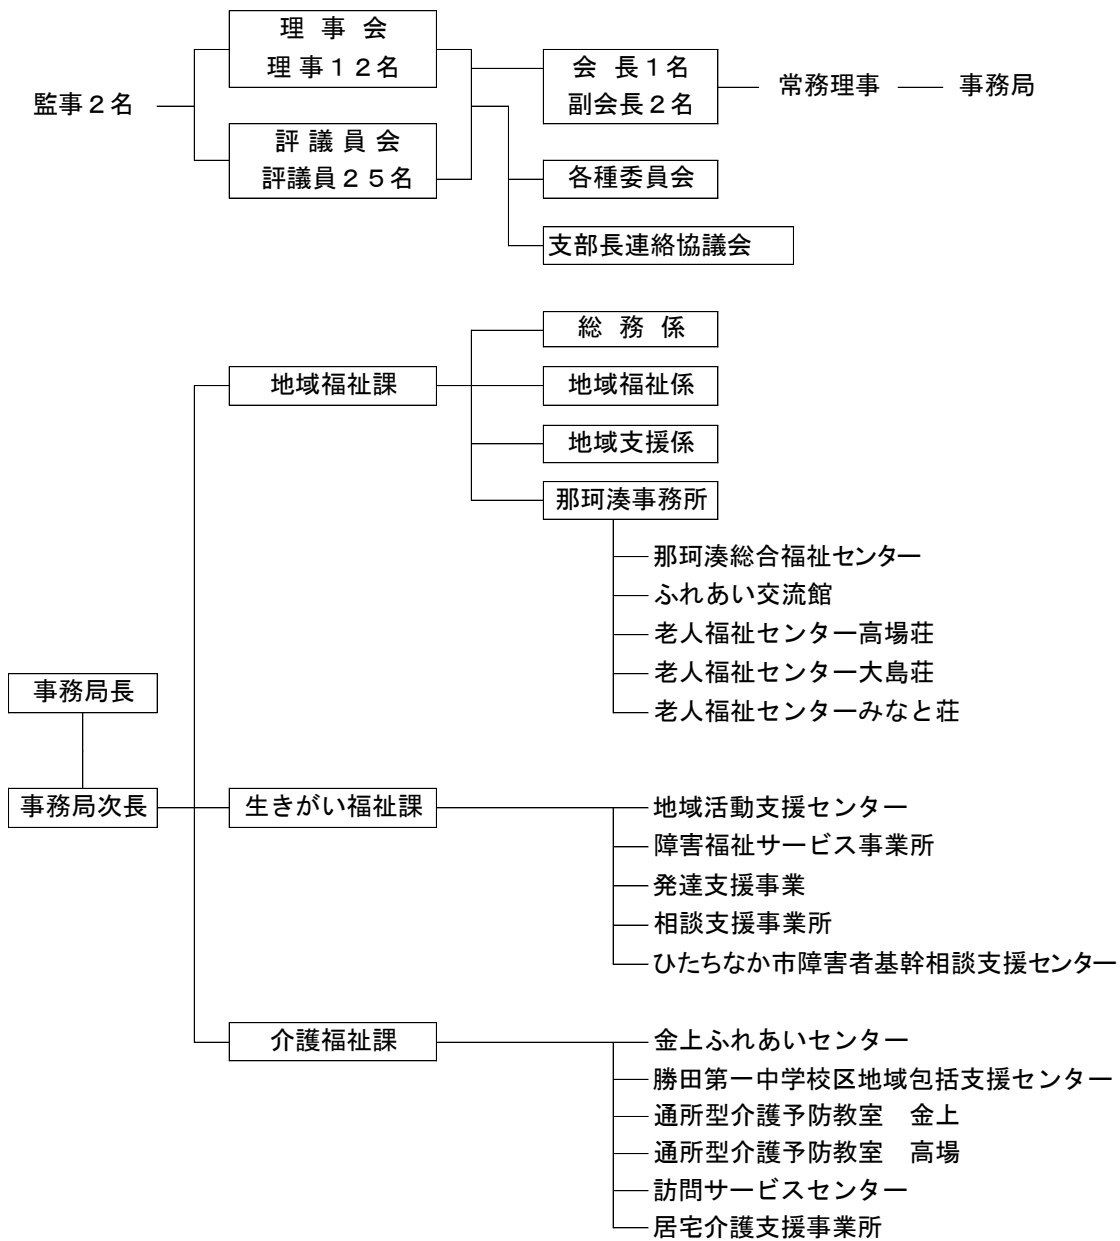 監事２名
理 事 会
理 事１２名
評 議 員 会
評議員２５名
会 長１名
副会長２名
常務理事
事務局
各種委員会
支部長連絡協議会
総 務 係
地域福祉課
地域福祉係
地域支援係
那珂湊事務所
那珂湊総合福祉センター
ふれあい交流館
老人福祉センター高場荘
老人福祉センター大島荘
老人福祉センターみなと荘
事務局長
事務局次長
生きがい福祉課
地域活動支援センター
障害福祉サービス事業所
発達支援事業
相談支援事業所
ひたちなか市障害者基幹相談支援センター
介護福祉課
金上ふれあいセンター
勝田第一中学校区地域包括支援センター
通所型介護予防教室　金上
通所型介護予防教室　高場
訪問サービスセンター
居宅介護支援事業所